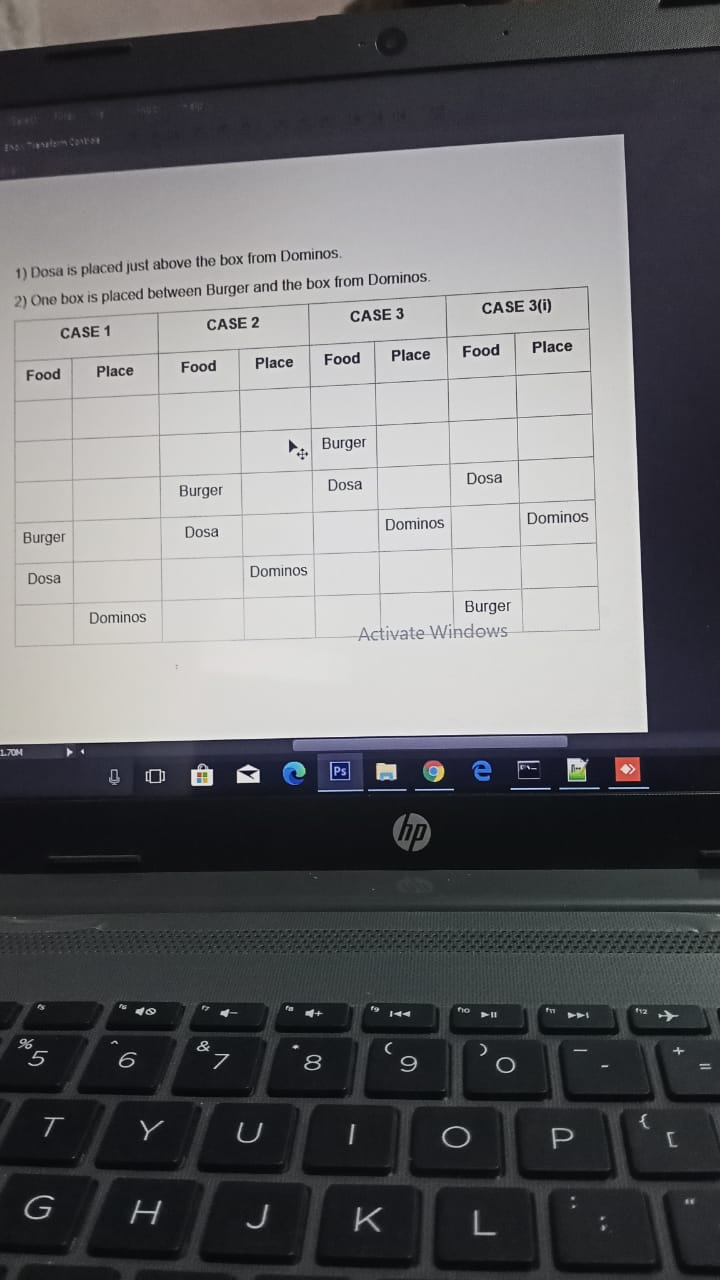 1) Dosa is placed just above the box from Dominos.
2) One box is placed between Burger and the box from Dominos.
CASE 1 CASE 2 CASE 3 CASE 3(i)
Food Place Food Place Food Place Food Place
Burger
Burger Dosa Dosa
Burger Dosa Dominos Dominos
Dosa Dominos
Dominos Burger
Activate Windows
1.70M
Ps
hp
f5 f6 f7 f8 f9 f10 f11 f12
% 5 ^ 6 & 7 * 8 ( 9 ) 0 — - + =
T Y U I O P { [
G H J K L : ; "